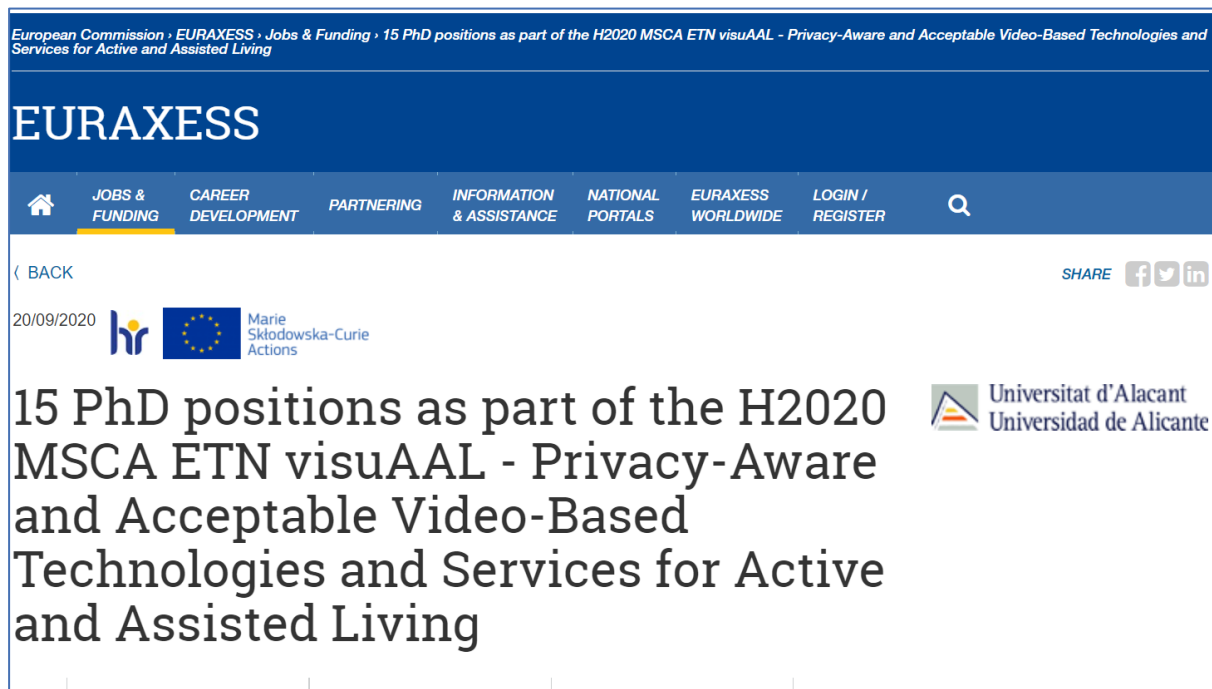 European Commission › EURAXESS › Jobs & Funding › 15 PhD positions as part of the H2020 MSCA ETN visuAAL - Privacy-Aware and Acceptable Video-Based Technologies and
Services for Active and Assisted Living
EURAXESS
JOBS &
FUNDING
CAREER
DEVELOPMENT
PARTNERING
INFORMATION
& ASSISTANCE
NATIONAL
PORTALS
EURAXESS
WORLDWIDE
LOGIN /
REGISTER
⟨ BACK
SHARE
20/09/2020
hr
Marie
Skłodowska-Curie
Actions
15 PhD positions as part of the H2020
MSCA ETN visuAAL - Privacy-Aware
and Acceptable Video-Based
Technologies and Services for Active
and Assisted Living
Universitat d'Alacant
Universidad de Alicante